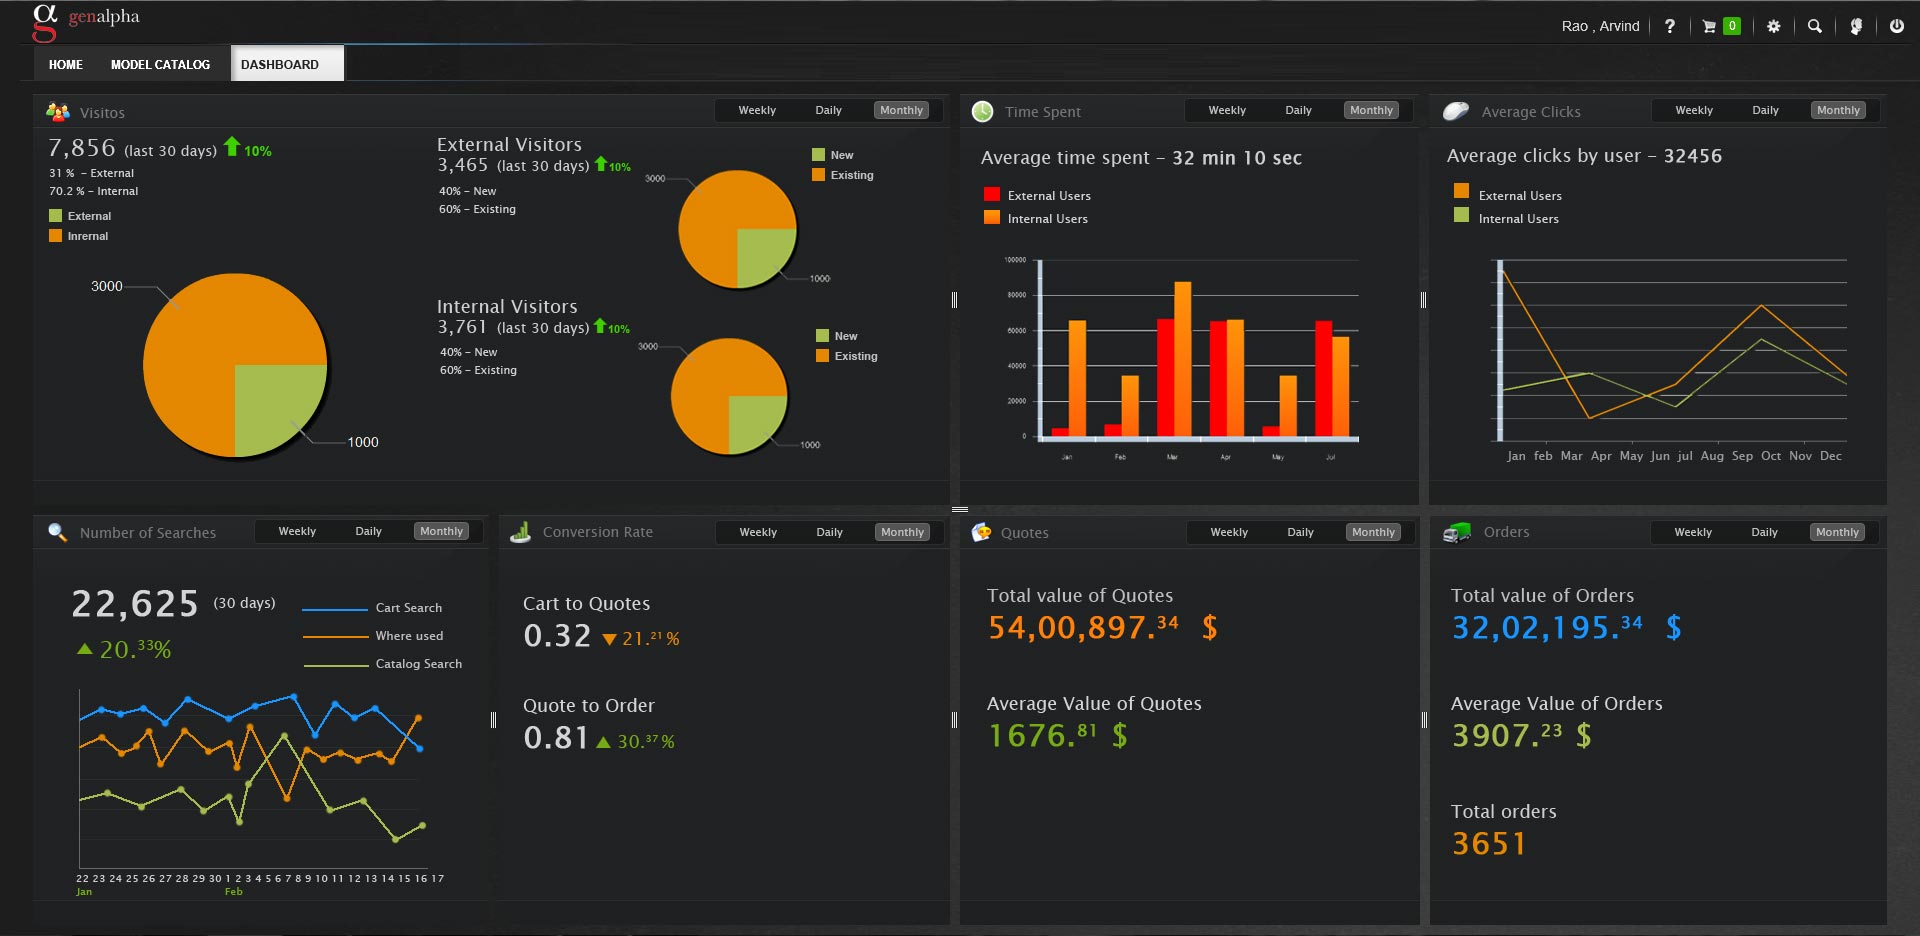 genalpha
Rao , Arvind
?
0
HOME
MODEL CATALOG
DASHBOARD
Visitos
Weekly
Daily
Monthly
7,856 (last 30 days) 10%
31 % - External
70.2 % - Internal
External
Inrernal
3000
1000
External Visitors
3,465 (last 30 days) 10%
40% - New
60% - Existing
New
Existing
3000
1000
Internal Visitors
3,761 (last 30 days) 10%
40% - New
60% - Existing
New
Existing
3000
1000
Time Spent
Weekly
Daily
Monthly
Average time spent - 32 min 10 sec
External Users
Internal Users
100000
80000
60000
40000
20000
0
Jan Feb Mar Apr May Jul
Average Clicks
Weekly
Daily
Monthly
Average clicks by user - 32456
External Users
Internal Users
Jan feb Mar Apr May Jun jul Aug Sep Oct Nov Dec
Number of Searches
Weekly
Daily
Monthly
22,625 (30 days)
20.33%
Cart Search
Where used
Catalog Search
22 23 24 25 26 27 28 29 30 1 2 3 4 5 6 7 8 9 10 11 12 13 14 15 16 17
Jan Feb
Conversion Rate
Weekly
Daily
Monthly
Cart to Quotes
0.32 21.21%
Quote to Order
0.81 30.37%
Quotes
Weekly
Daily
Monthly
Total value of Quotes
54,00,897.34 $
Average Value of Quotes
1676.81 $
Orders
Weekly
Daily
Monthly
Total value of Orders
32,02,195.34 $
Average Value of Orders
3907.23 $
Total orders
3651